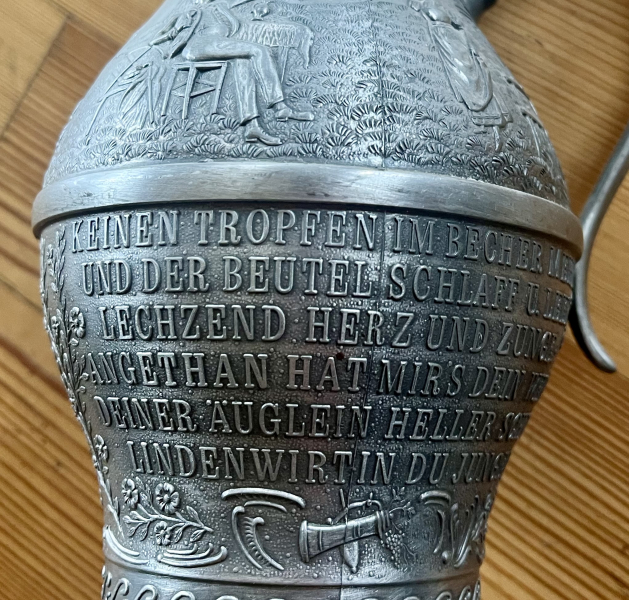 KEINEN TROPFEN IM BECHER
UND DER BEUTEL SCHLAFF U.
LECHZEND HERZ UND ZUNGE
ANGETHAN HAT MIR'S DEIN
DEINER ÄUGLEIN HELLER
LINDENWIRTIN DU